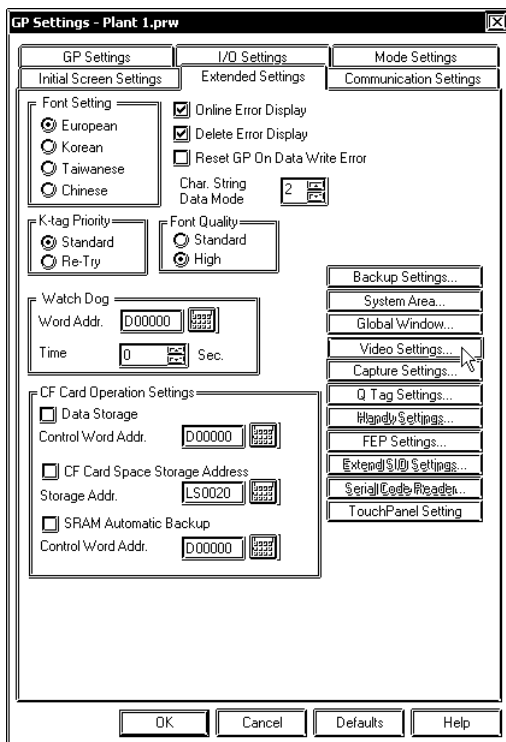 GP Settings - Plant 1.prw
GP Settings
I/O Settings
Mode Settings
Initial Screen Settings
Extended Settings
Communication Settings
Font Setting
European
Korean
Taiwanese
Chinese
Online Error Display
Delete Error Display
Reset GP On Data Write Error
Char. String
Data Mode
2
K-tag Priority
Standard
Re-Try
Font Quality
Standard
High
Watch Dog
Word Addr.
D00000
Time
0
Sec.
CF Card Operation Settings
Data Storage
Control Word Addr.
D00000
CF Card Space Storage Address
Storage Addr.
LS0020
SRAM Automatic Backup
Control Word Addr.
D00000
Backup Settings...
System Area...
Global Window...
Video Settings...
Capture Settings...
Q Tag Settings...
Handy Settings...
FEP Settings...
Extend SIO Settings...
Serial Code Reader...
TouchPanel Setting
OK
Cancel
Defaults
Help